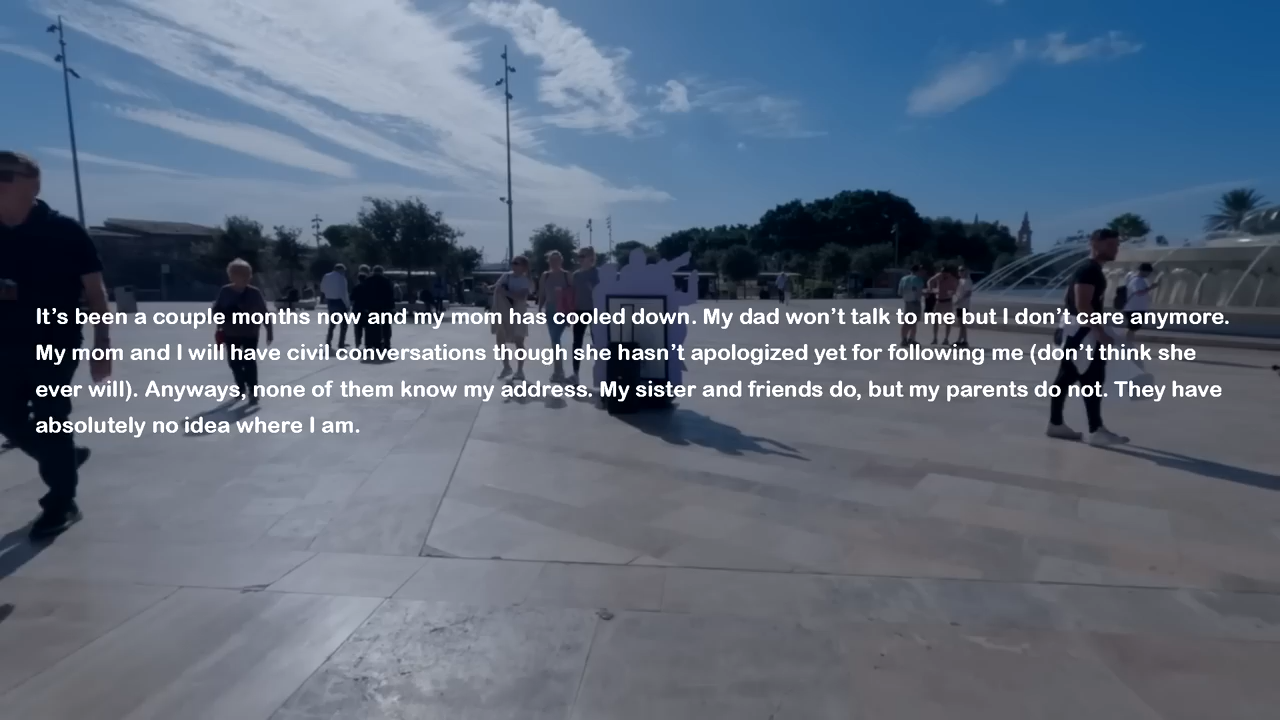 It's been a couple months now and my mom has cooled down. My dad won't talk to me but I don't care anymore.
My mom and I will have civil conversations though she hasn't apologized yet for following me (don't think she
ever will). Anyways, none of them know my address. My sister and friends do, but my parents do not. They have
absolutely no idea where I am.